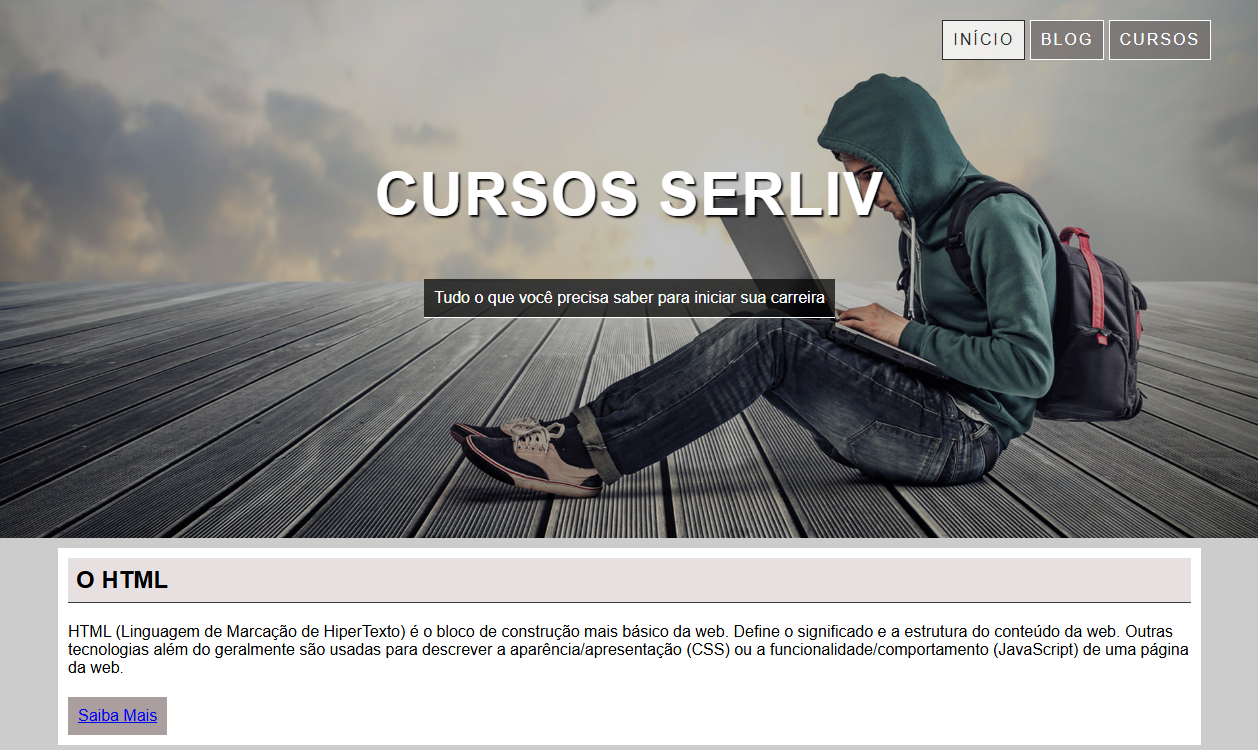 INÍCIO BLOG CURSOS
CURSOS SERLIV
Tudo o que você precisa saber para iniciar sua carreira
O HTML
HTML (Linguagem de Marcação de HiperTexto) é o bloco de construção mais básico da web. Define o significado e a estrutura do conteúdo da web. Outras
tecnologias além do geralmente são usadas para descrever a aparência/apresentação (CSS) ou a funcionalidade/comportamento (JavaScript) de uma página
da web.
Saiba Mais